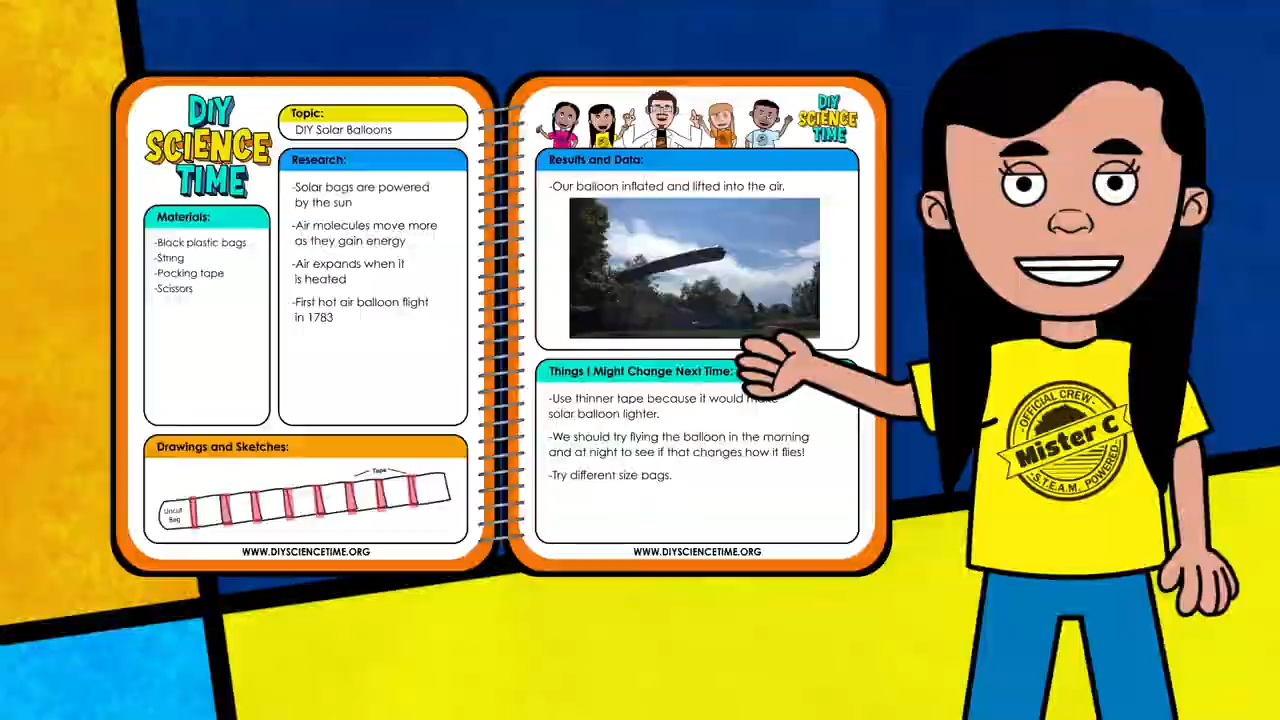 DIY
SCIENCE
TIME
Topic:
DIY Solar Balloons
Materials:
-Black plastic bags
-String
-Packing tape
-Scissors
Research:
-Solar bags are powered
by the sun
-Air molecules move more
as they gain energy
-Air expands when it
is heated
-First hot air balloon flight
in 1783
Drawings and Sketches:
Tape
Uncut
Bag
WWW.DIYSCIENCETIME.ORG
DIY
SCIENCE
TIME
Results and Data:
-Our balloon inflated and lifted into the air.
Things I Might Change Next Time:
-Use thinner tape because it would make
solar balloon lighter.
-We should try flying the balloon in the morning
and at night to see if that changes how it flies!
-Try different size bags.
WWW.DIYSCIENCETIME.ORG
-OFFICIAL CREW-
Mister C
S.T.E.A.M. POWERED